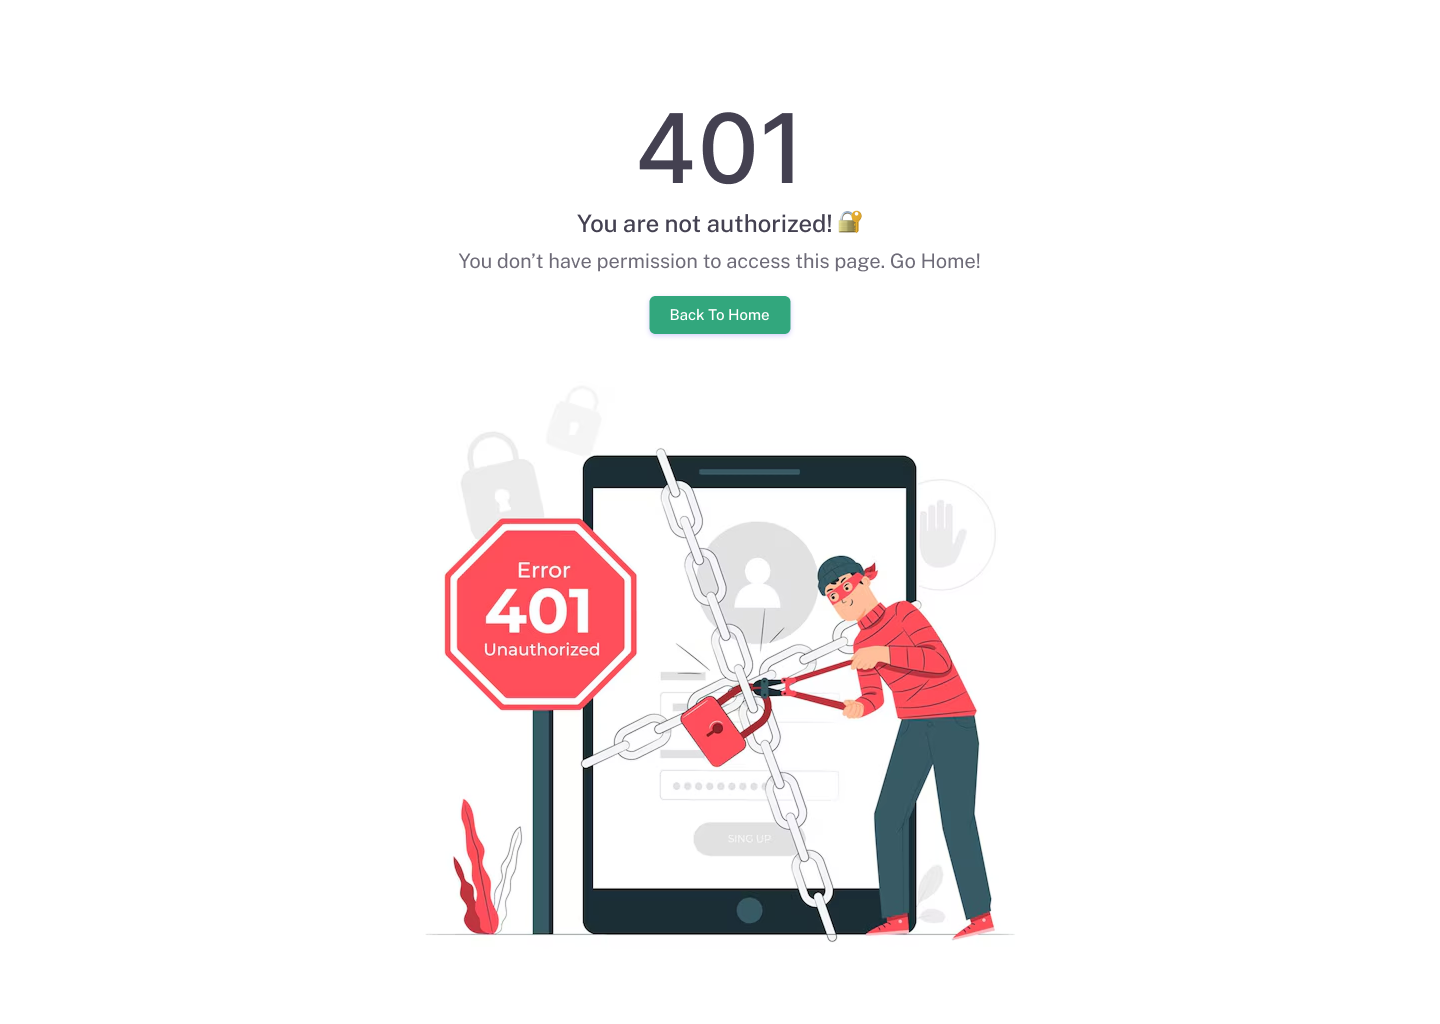 401
You are not authorized! 🔐
You don’t have permission to access this page. Go Home!
Back To Home
Error
401
Unauthorized
SING UP